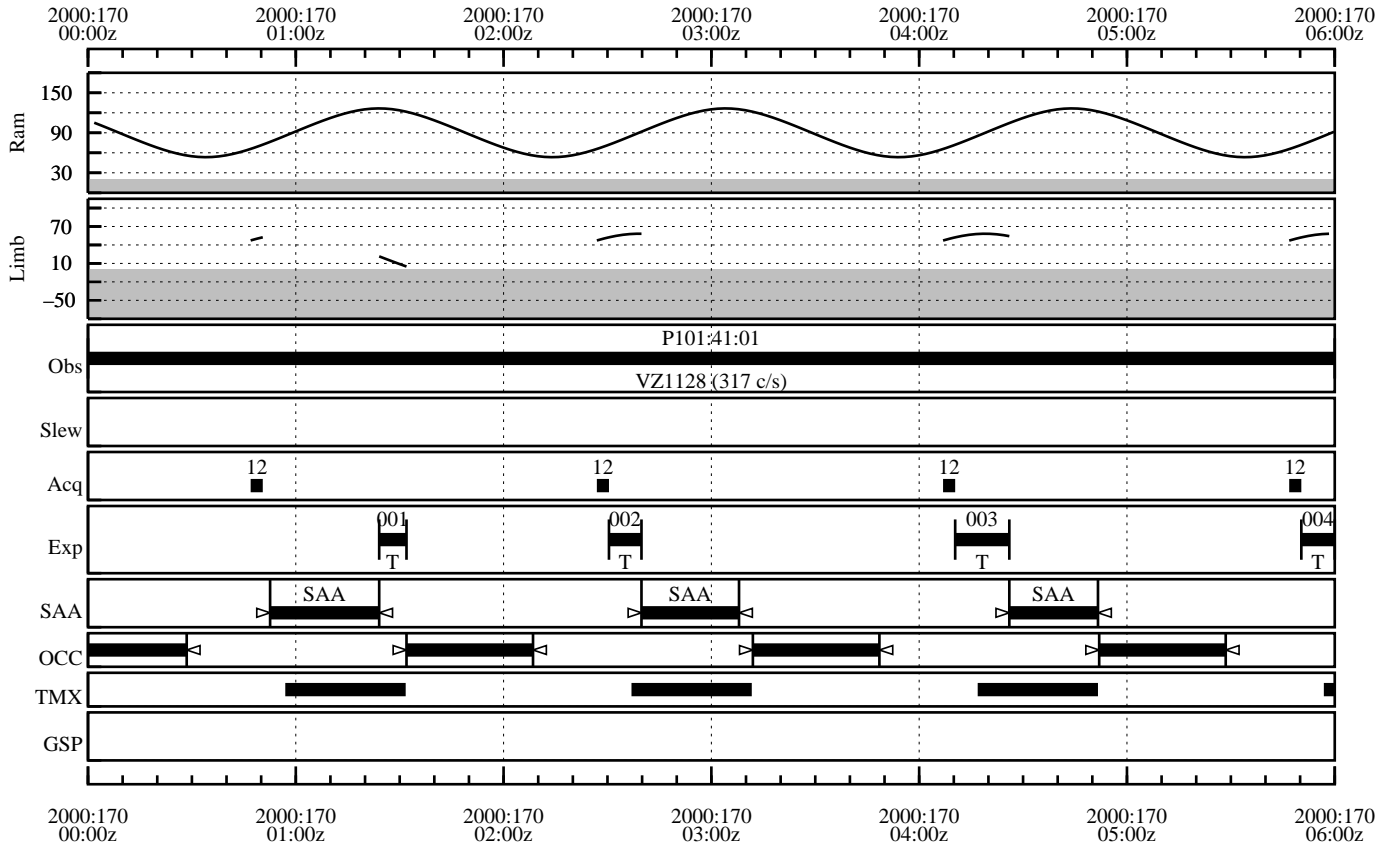 2000:170 2000:170 2000:170 2000:170 2000:170 2000:170 2000:170
00:00z 01:00z 02:00z 03:00z 04:00z 05:00z 06:00z
Ram
150
90
30
Limb
70
10
−50
P101:41:01
Obs
VZ1128 (317 c/s)
Slew
12 12 12 12
Acq
001 002 003 004
Exp
T T T T
SAA SAA SAA
SAA
OCC
TMX
GSP
2000:170 2000:170 2000:170 2000:170 2000:170 2000:170 2000:170
00:00z 01:00z 02:00z 03:00z 04:00z 05:00z 06:00z